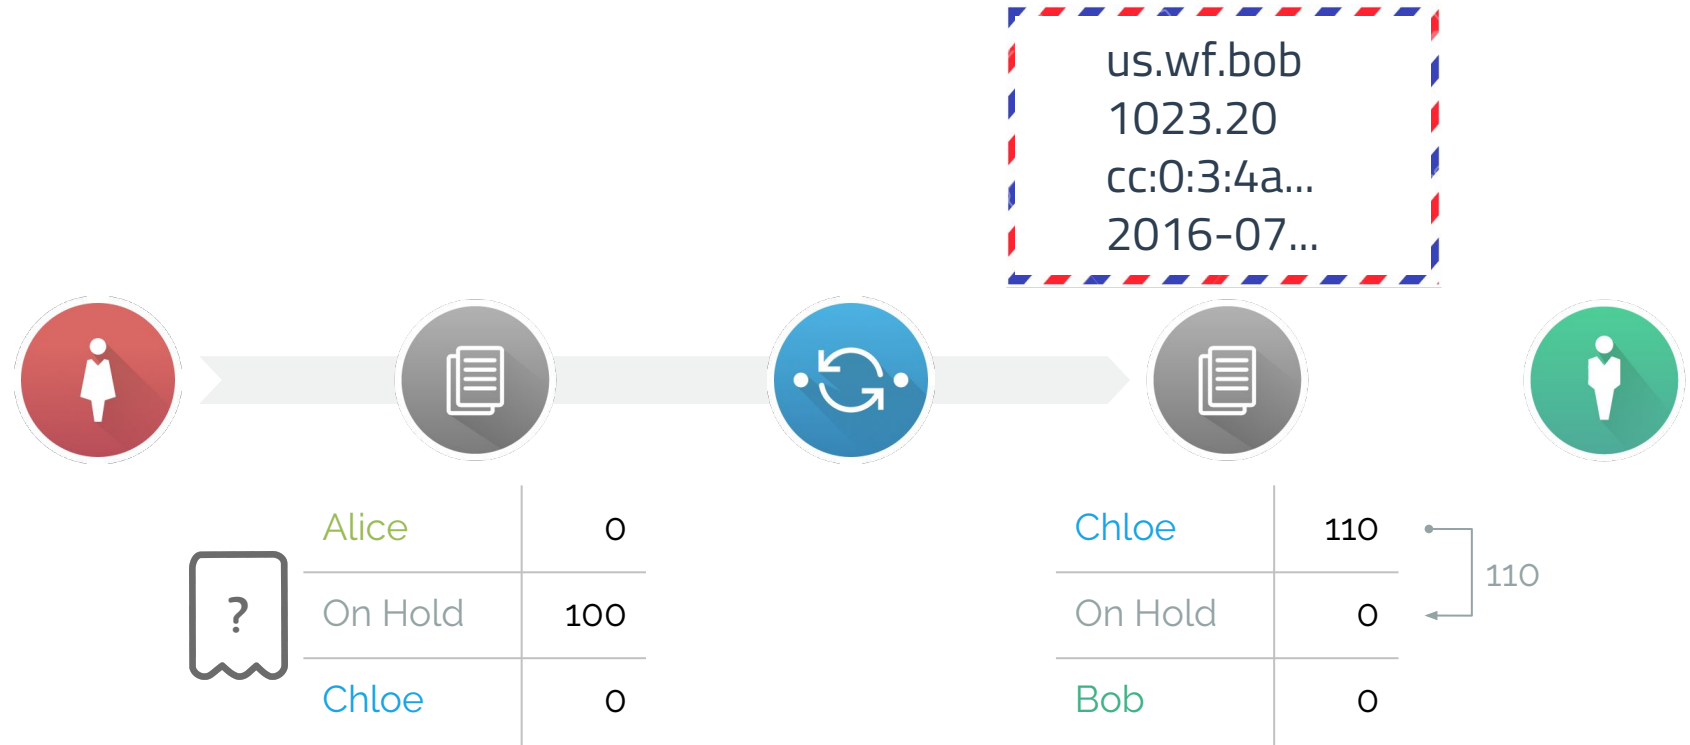 us.wf.bob
1023.20
cc:0:3:4a...
2016-07...
?
Alice 0
On Hold 100
Chloe 0
Chloe 110
On Hold 0
Bob 0
110